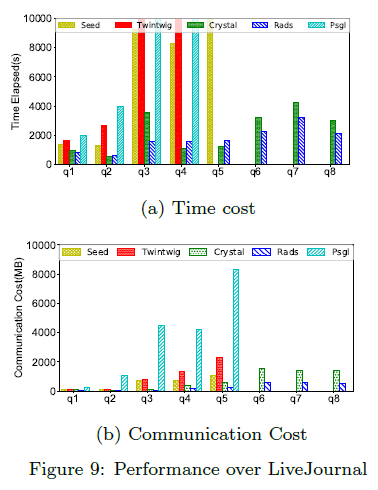 10000
8000
6000
4000
2000
0
Time Elapsed(s)
Seed Twintwig Crystal Rads Psgl
q1 q2 q3 q4 q5 q6 q7 q8
(a) Time cost
10000
8000
6000
4000
2000
0
Communication Cost(MB)
Seed Twintwig Crystal Rads Psgl
q1 q2 q3 q4 q5 q6 q7 q8
(b) Communication Cost
Figure 9: Performance over LiveJournal